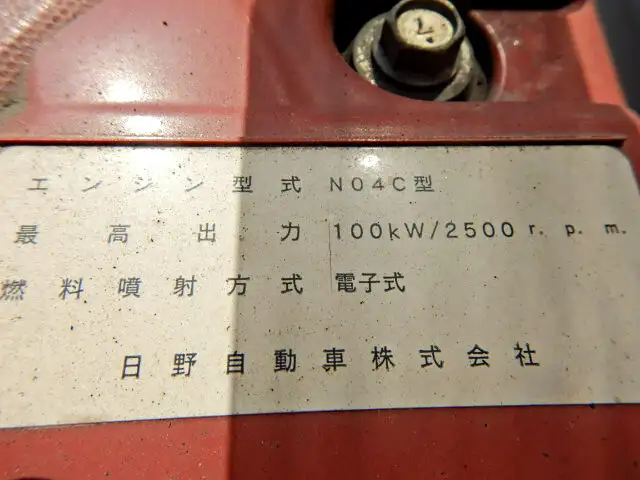 エンジン型式 N04C型
最高出力 100kW/2500 r.p.m.
燃料噴射方式 電子式
日野自動車株式会社